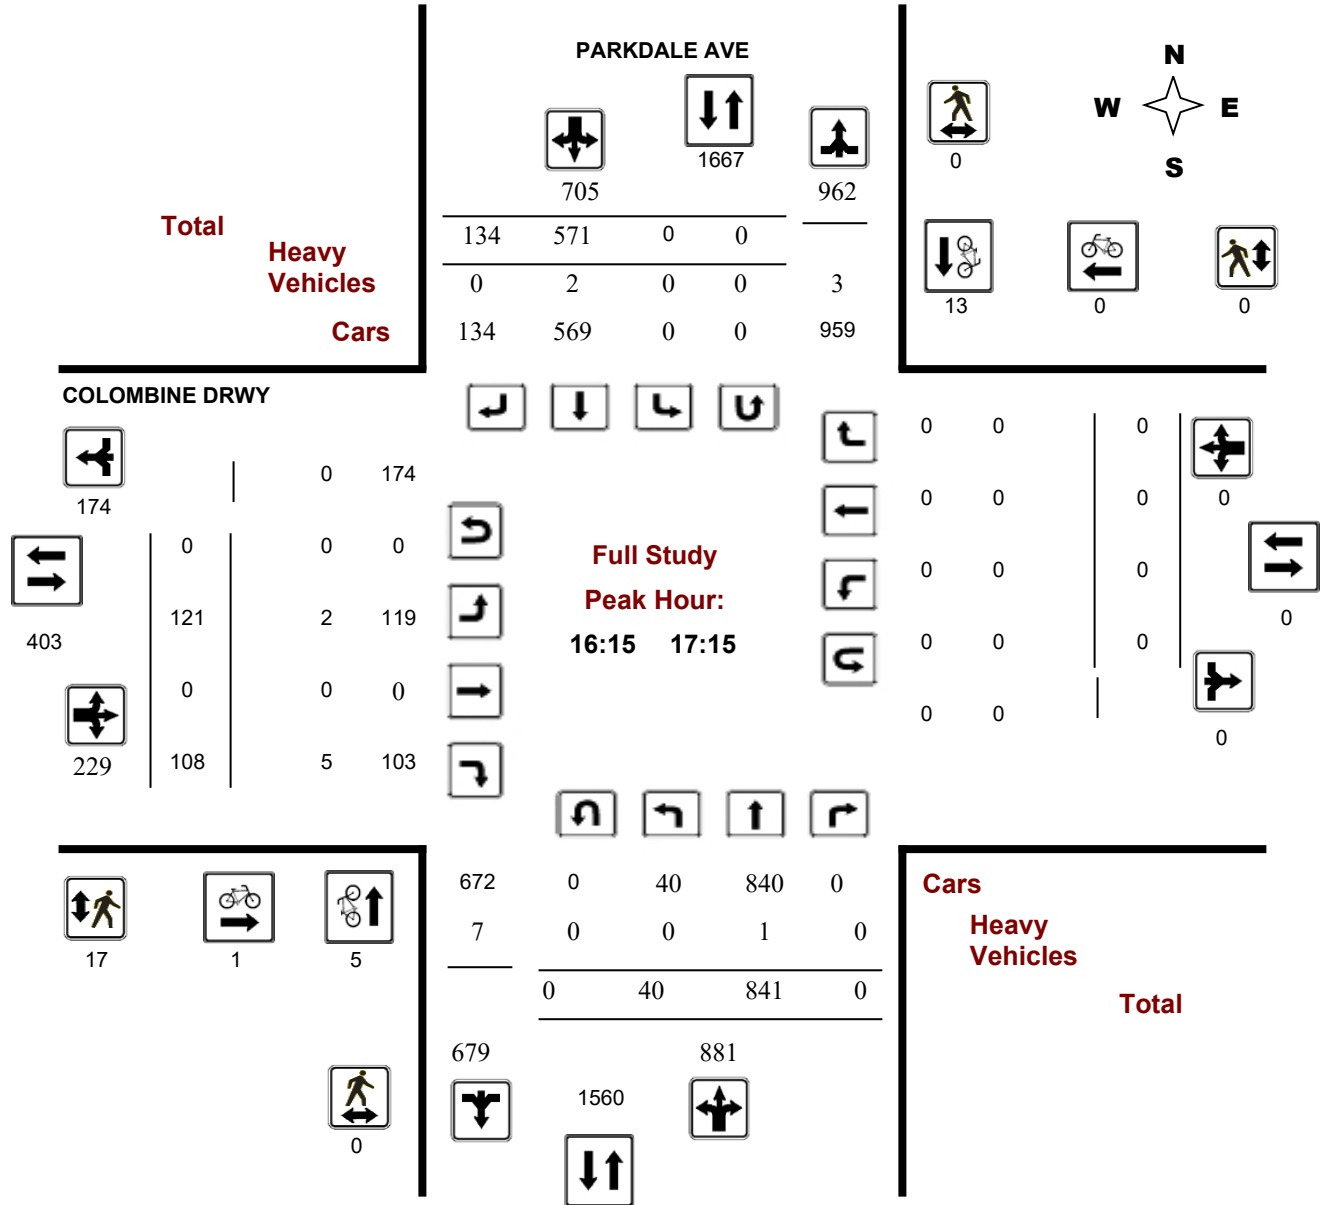 PARKDALE AVE
N
W E
S
1667
0
705 962
Total
134 571 0 0
Heavy
Vehicles
0 2 0 0 3
13 0 0
Cars
134 569 0 0 959
COLOMBINE DRWY
0 0 0
0 174
174
0 0 0 0
0 0 0
Full Study
0 0 0
Peak Hour:
121 2 119
0
403
16:15 17:15
0 0 0
0 0 0
0 0
0
229 108 5 103
672 0 40 840 0
Cars
7 0 0 1 0
Heavy
Vehicles
17 1 5
0 40 841 0
Total
679 881
1560
0